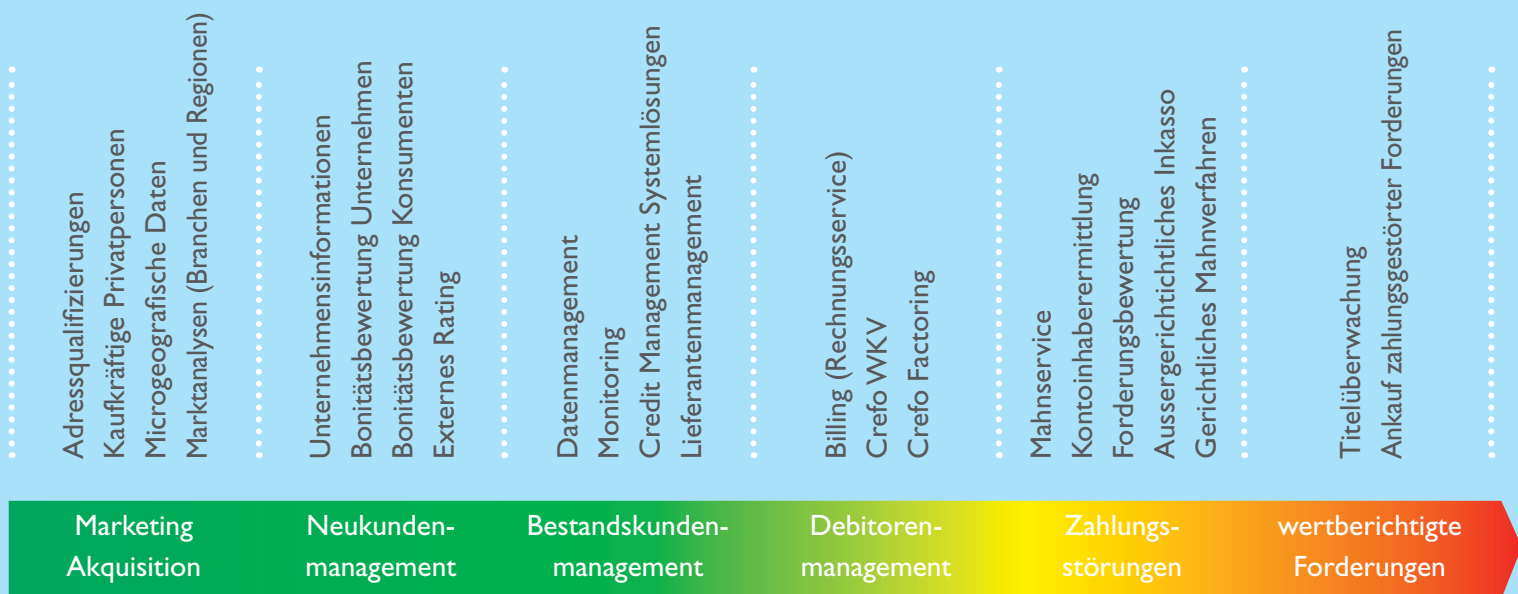 Adressqualifizierungen
Kaufkräftige Privatpersonen
Microgeografische Daten
Marktanalysen (Branchen und Regionen)
Unternehmensinformationen
Bonitätsbewertung Unternehmen
Bonitätsbewertung Konsumenten
Externes Rating
Datenmanagement
Monitoring
Credit Management Systemlösungen
Lieferantenmanagement
Billing (Rechnungsservice)
Crefo WKV
Crefo Factoring
Mahnservice
Kontoinhaberermittlung
Forderungsbewertung
Aussergerichtichtliches Inkasso
Gerichtliches Mahnverfahren
Titelüberwachung
Ankauf zahlungsgestörter Forderungen
Marketing
Akquisition
Neukunden-
management
Bestandskunden-
management
Debitoren-
management
Zahlungs-
störungen
wertberichtigte
Forderungen